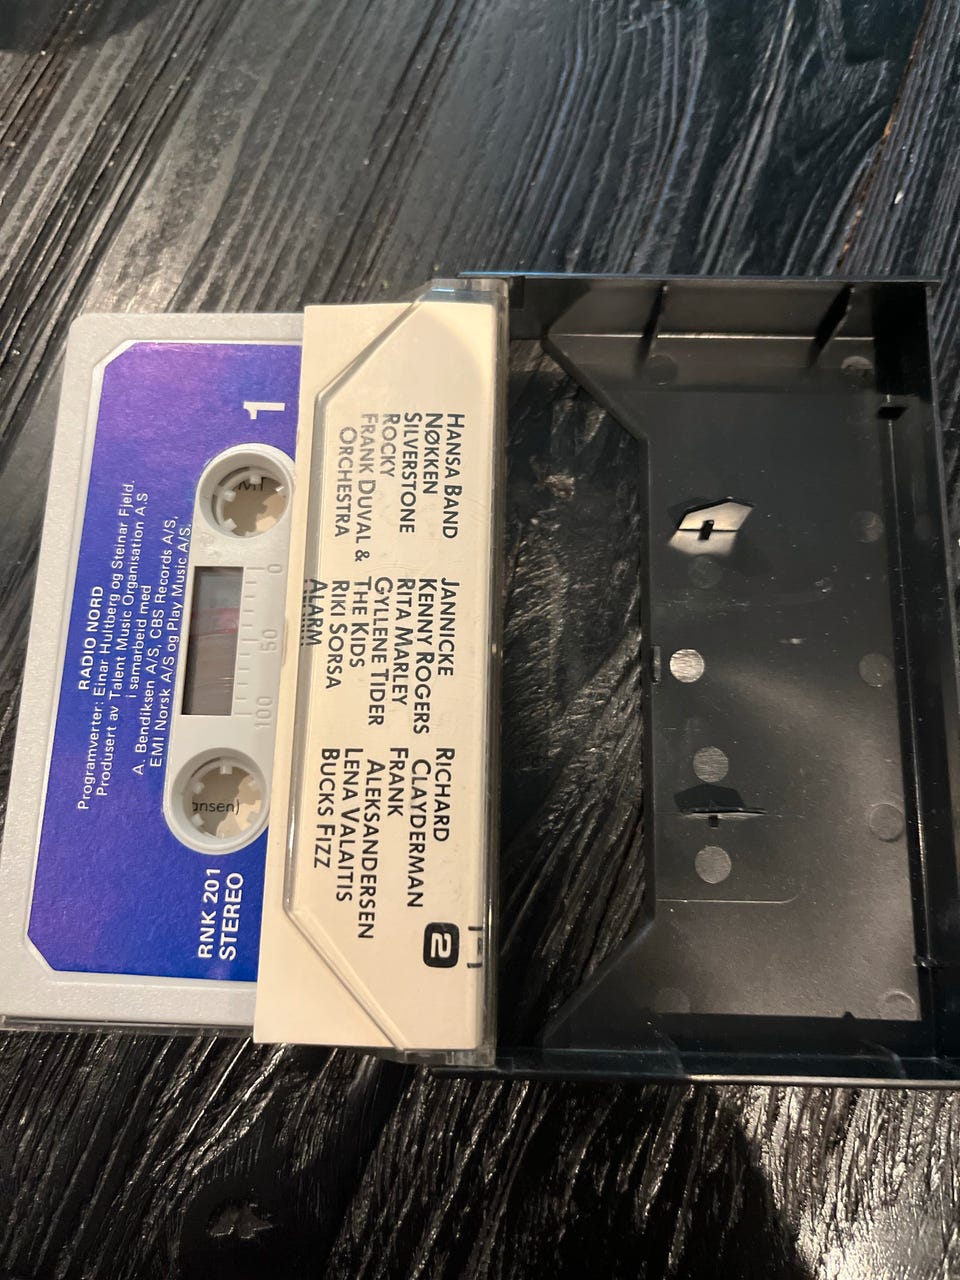 1
RADIO NORD
Programverter: Einar Hultberg og Steinar Fjeld.
Produsert av Talent Music Organisation A.S
i samarbeid med
A. Bendiksen A/S, CBS Records A/S,
EMI Norsk A/S og Play Music A/S.
RNK 201
STEREO
0
50
100
ansen)
HANSA BAND
NØKKEN
SILVERSTONE
ROCKY
FRANK DUVAL &
ORCHESTRA
JANNICKE
KENNY ROGERS
RITA MARLEY
GYLLENE TIDER
THE KIDS
RIKI SORSA
ALARM!!!
RICHARD
CLAYDERMAN
FRANK
ALEKSANDERSEN
LENA VALAITIS
BUCKS FIZZ
2